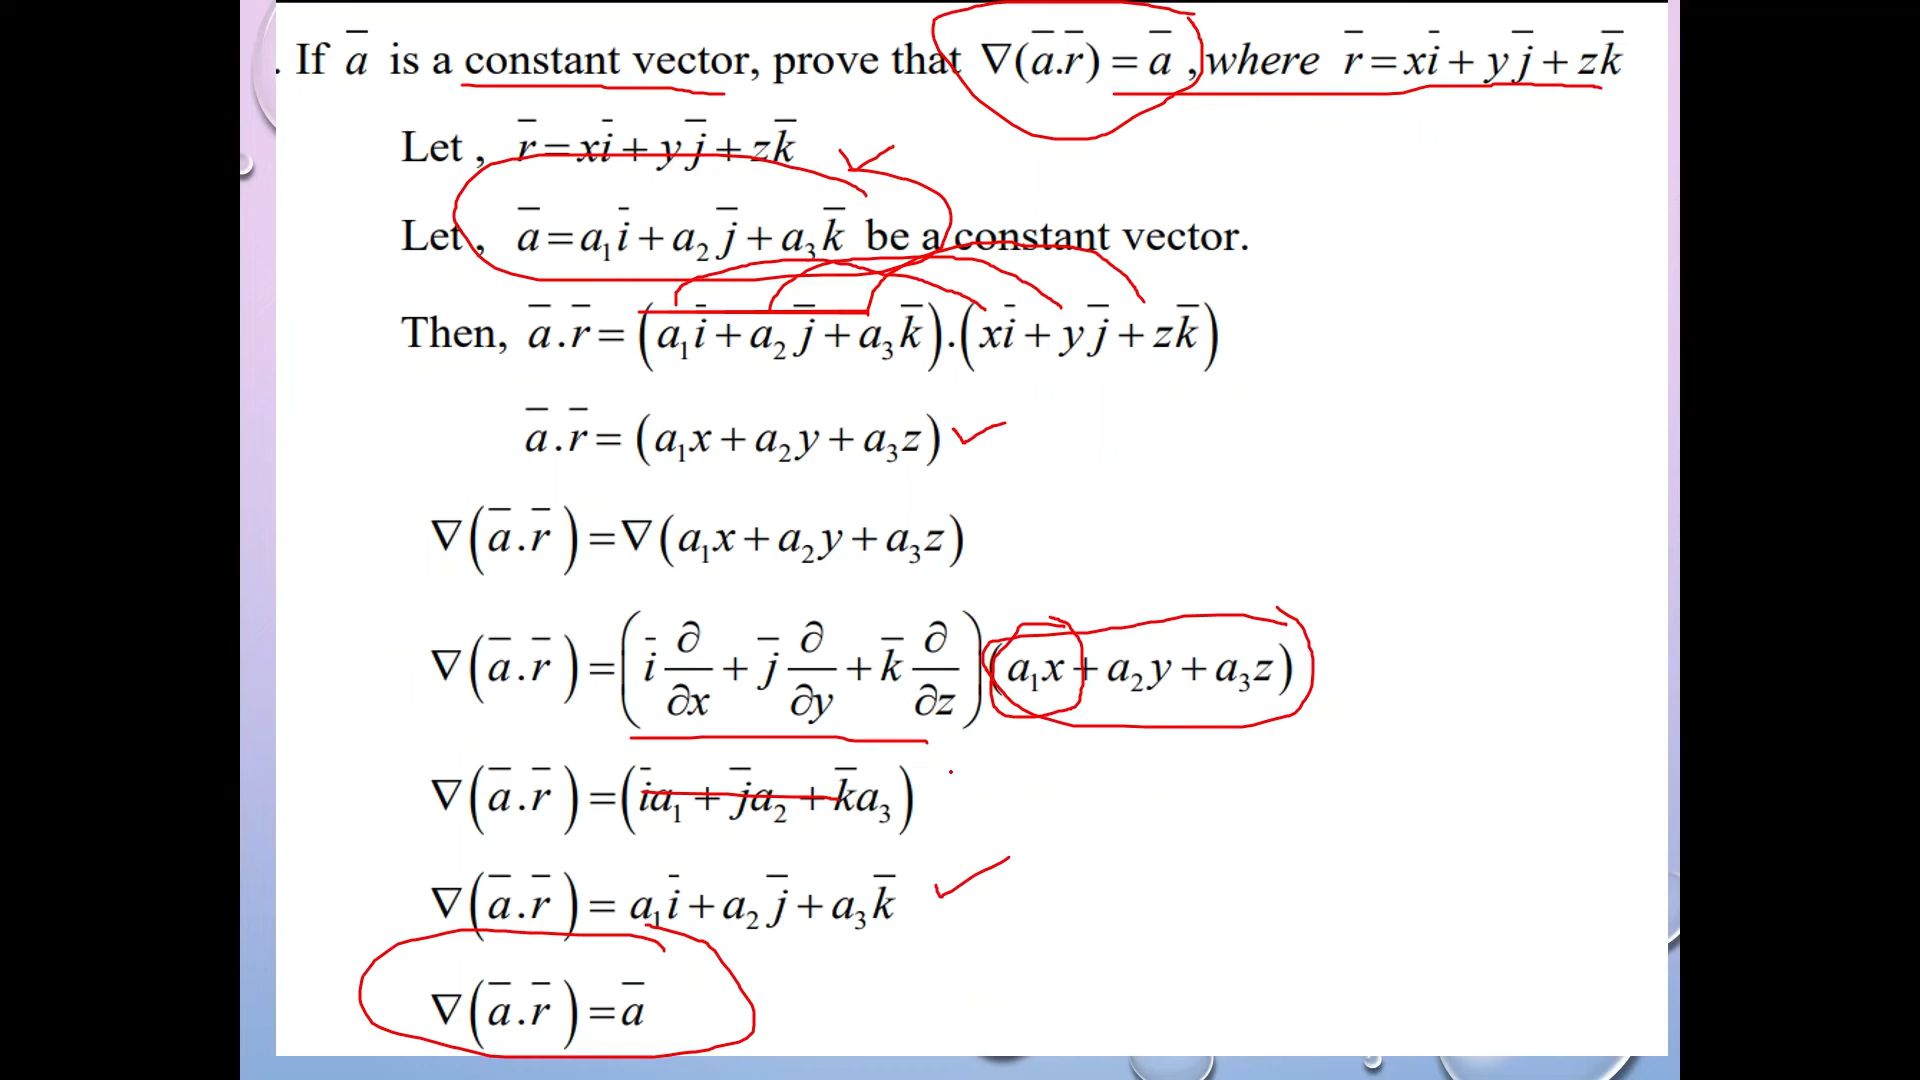 . If a̅ is a constant vector, prove that ∇(a̅.r̅) = a̅ , where r̅ = xi̅ + yj̅ + zk̅
Let , r̅ = xi̅ + yj̅ + zk̅
Let , a̅ = a₁i̅ + a₂j̅ + a₃k̅ be a constant vector.
Then, a̅.r̅ = (a₁i̅ + a₂j̅ + a₃k̅).(xi̅ + yj̅ + zk̅)
a̅.r̅ = (a₁x + a₂y + a₃z)
∇(a̅.r̅) = ∇(a₁x + a₂y + a₃z)
∇(a̅.r̅) = (i̅ ∂/∂x + j̅ ∂/∂y + k̅ ∂/∂z)(a₁x + a₂y + a₃z)
∇(a̅.r̅) = (i̅a₁ + j̅a₂ + k̅a₃)
∇(a̅.r̅) = a₁i̅ + a₂j̅ + a₃k̅
∇(a̅.r̅) = a̅